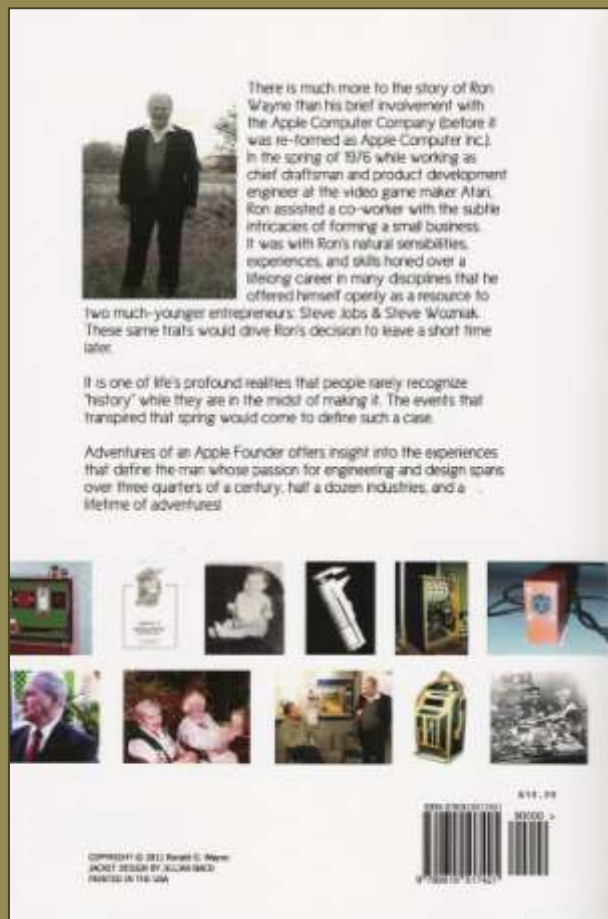 There is much more to the story of Ron
Wayne than his brief involvement with
the Apple Computer Company (before it
was re-formed as Apple Computer Inc.).
In the spring of 1976 while working as
chief draftsman and product development
engineer at the video game maker Atari,
Ron assisted a co-worker with the subtle
intricacies of forming a small business.
It was with Ron's natural sensibilities,
experiences, and skills honed over a
lifelong career in many disciplines that he
offered himself openly as a resource to
two much-younger entrepreneurs: Steve Jobs & Steve Wozniak.
These same traits would drive Ron's decision to leave a short time
later.
It is one of life's profound realities that people rarely recognize
"history" while they are in the midst of making it. The events that
transpired that spring would come to define such a case.
Adventures of an Apple Founder offers insight into the experiences
that define the man whose passion for engineering and design spans
over three quarters of a century, half a dozen industries, and a
lifetime of adventures!
90000 >
COPYRIGHT © 2011 Ronald G. Wayne
JACKET DESIGN BY JILLIAN
PRINTED IN THE USA